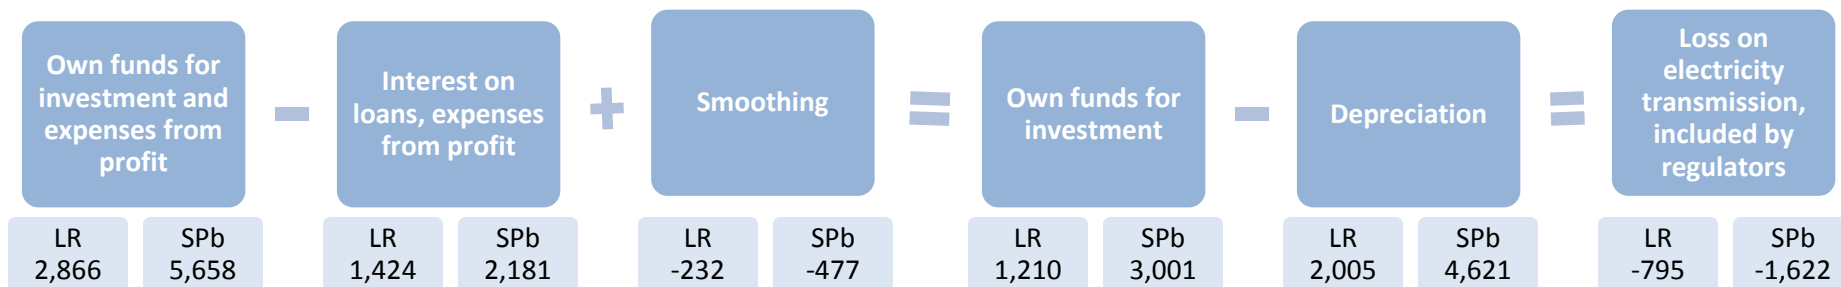 Own funds for
investment and
expenses from
profit
Interest on
loans, expenses
from profit
Smoothing
Own funds for
investment
Depreciation
Loss on
electricity
transmission,
included by
regulators
LR
2,866
SPb
5,658
LR
1,424
SPb
2,181
LR
-232
SPb
-477
LR
1,210
SPb
3,001
LR
2,005
SPb
4,621
LR
-795
SPb
-1,622